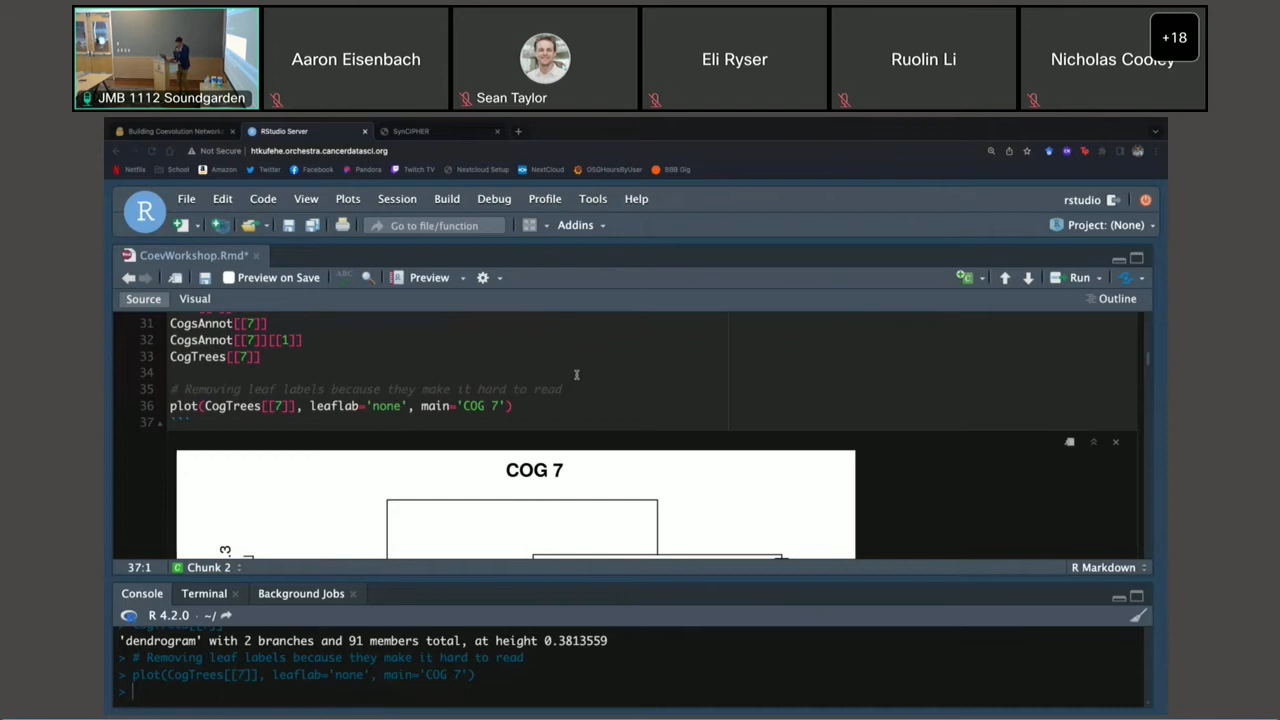 +18
Aaron Eisenbach
Eli Ryser
Ruolin Li
Nicholas Cooley
JMB 1112 Soundgarden
Sean Taylor
Building Coevolution Network
RStudio Server
SynCIPHER
Not Secure
htkufehe.orchestra.cancerdatasci.org
Netflix
School
Amazon
Twitter
Facebook
Pandora
Twitch TV
Nextcloud Setup
NextCloud
OSGHoursByUser
BBB Gig
R
File Edit Code View Plots Session Build Debug Profile Tools Help
rstudio
Go to file/function
Addins
Project: (None)
CoevWorkshop.Rmd*
Preview on Save
ABC
Preview
Run
Source
Visual
Outline
31 CogsAnnot[[7]]
32 CogsAnnot[[7]][[1]]
33 CogTrees[[7]]
34
35 # Removing leaf labels because they make it hard to read
36 plot(CogTrees[[7]], leaflab='none', main='COG 7')
37 ```
COG 7
.3
37:1
C Chunk 2
R Markdown
Console
Terminal
Background Jobs
R 4.2.0 · ~/
'dendrogram' with 2 branches and 91 members total, at height 0.3813559
> # Removing leaf labels because they make it hard to read
> plot(CogTrees[[7]], leaflab='none', main='COG 7')
>